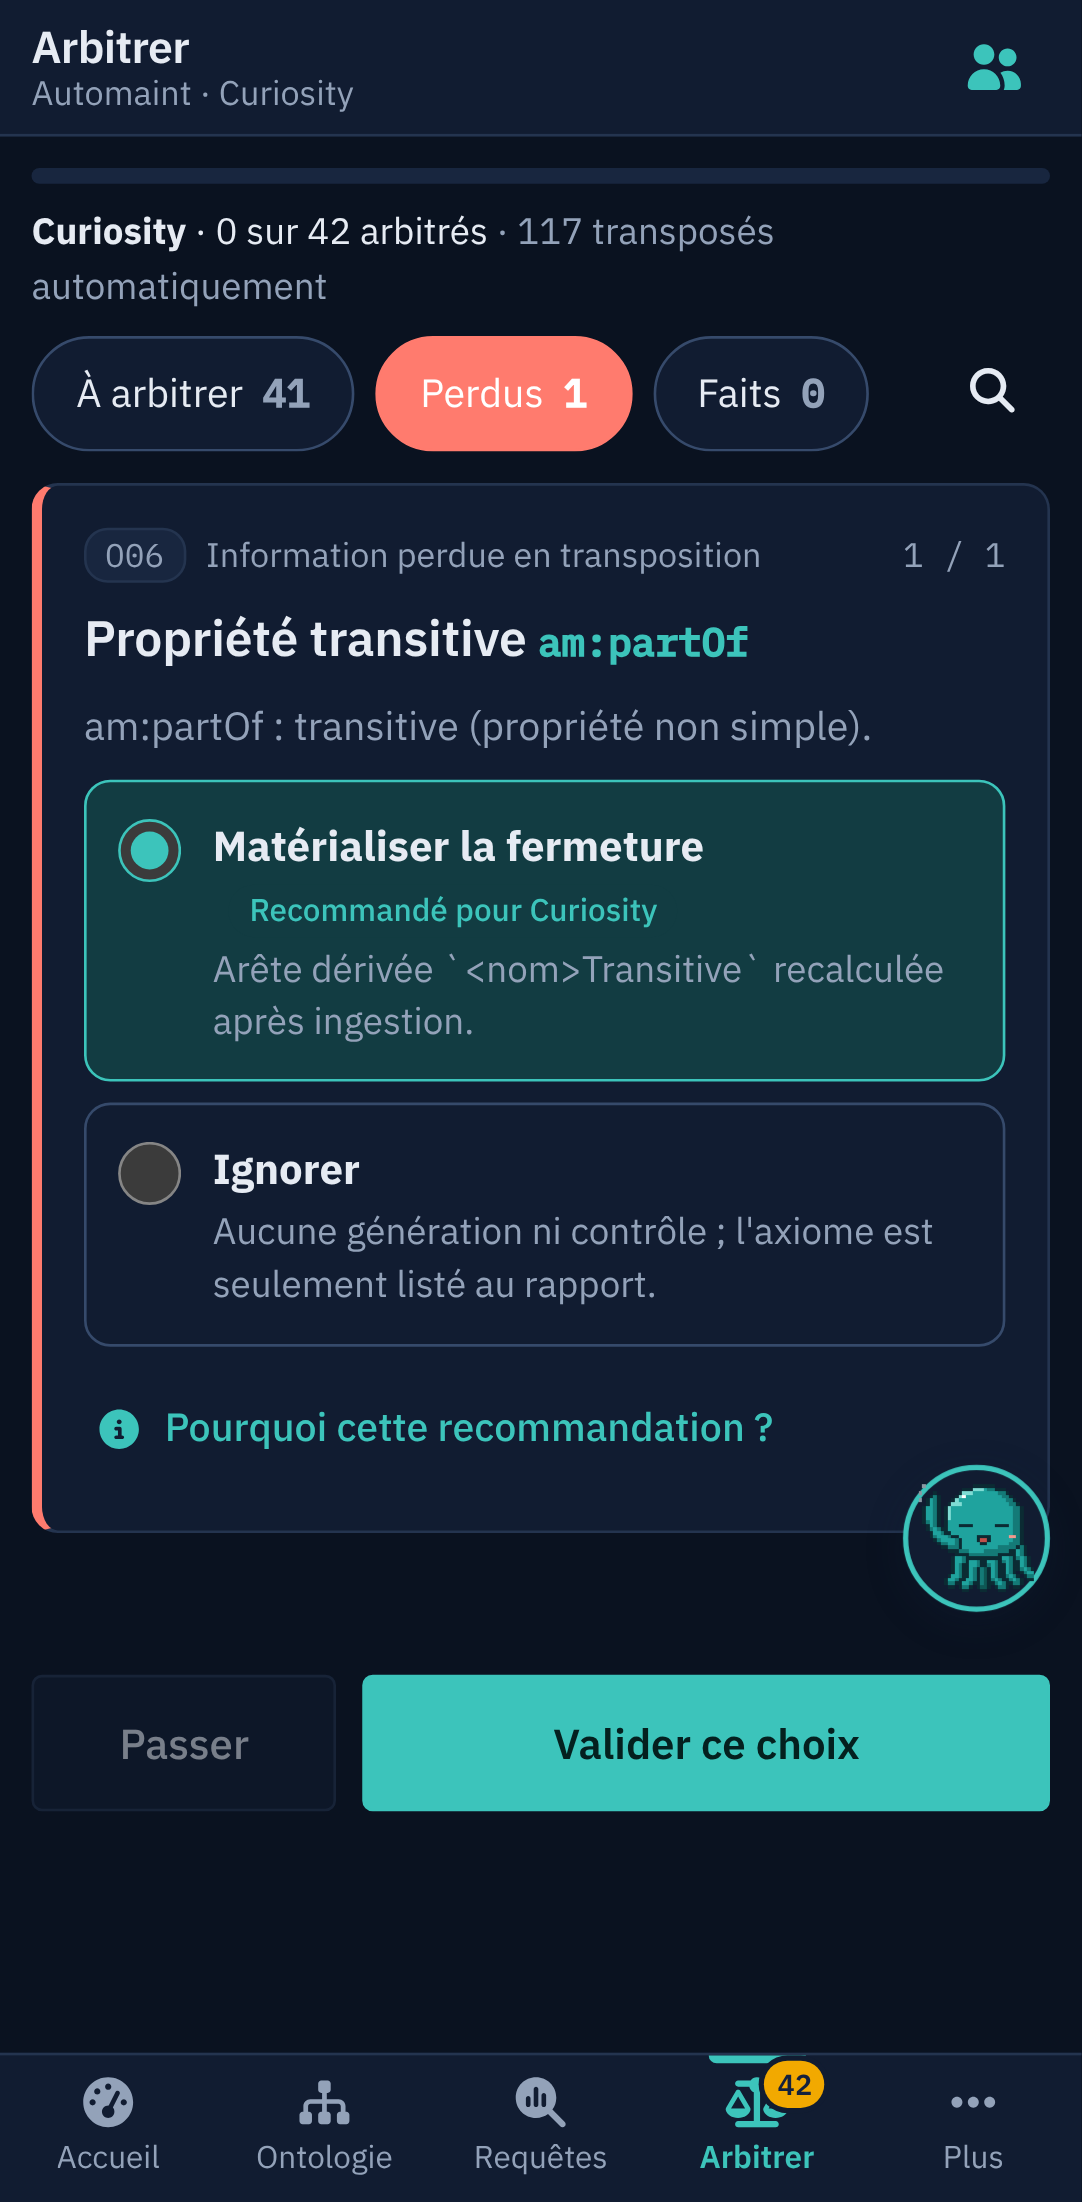 Arbitrer
Automaint · Curiosity
Curiosity · 0 sur 42 arbitrés · 117 transposés
automatiquement
À arbitrer 41
Perdus 1
Faits 0
O06 Information perdue en transposition 1 / 1
Propriété transitive am:partOf
am:partOf : transitive (propriété non simple).
Matérialiser la fermeture
Recommandé pour Curiosity
Arête dérivée `<nom>Transitive` recalculée
après ingestion.
Ignorer
Aucune génération ni contrôle ; l'axiome est
seulement listé au rapport.
Pourquoi cette recommandation ?
Passer
Valider ce choix
42
Accueil
Ontologie
Requêtes
Arbitrer
Plus